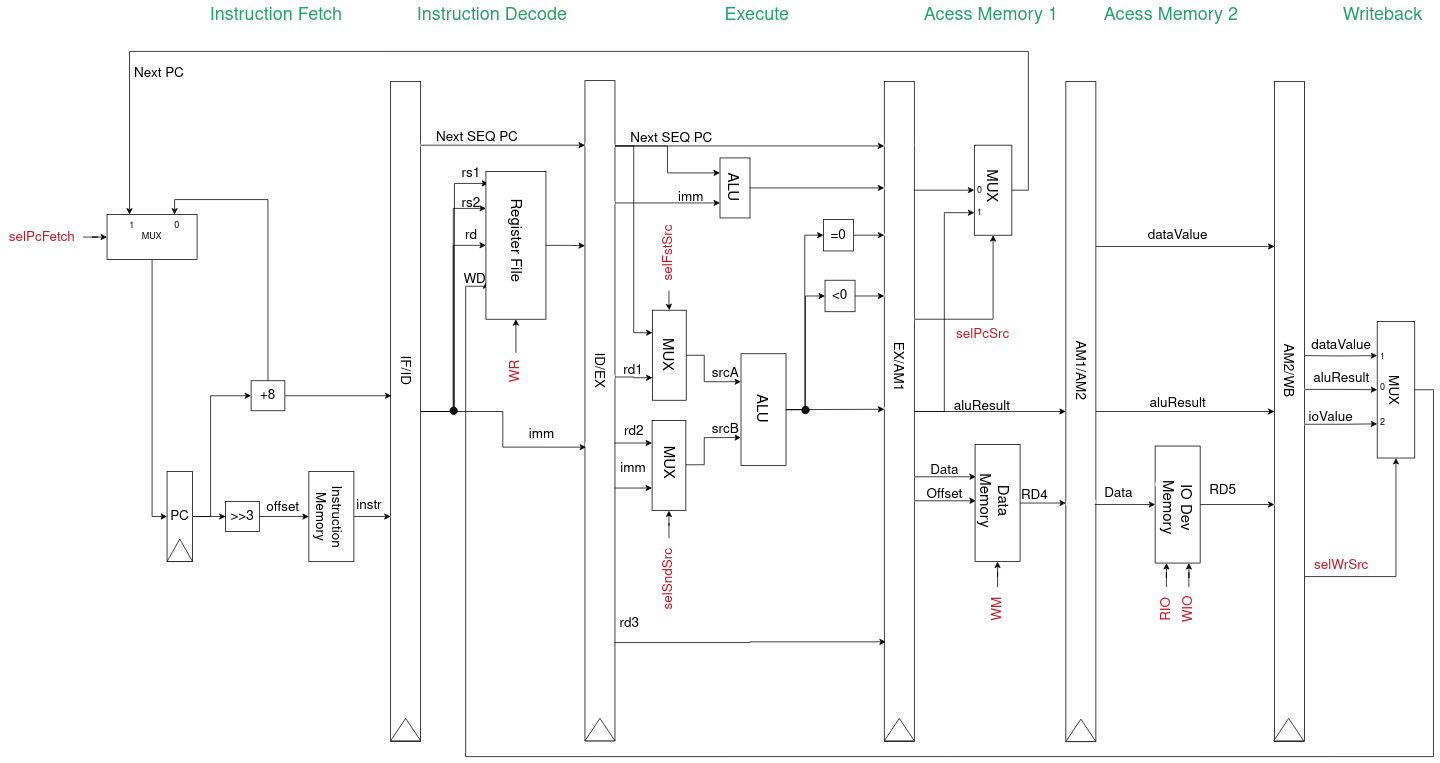 Instruction Fetch
Instruction Decode
Execute
Acess Memory 1
Acess Memory 2
Writeback
Next PC
1
0
MUX
selPcFetch
+8
PC
>>3
offset
Instruction
Memory
instr
IF/ID
Next SEQ PC
rs1
rs2
rd
WD
Register File
WR
imm
ID/EX
Next SEQ PC
imm
ALU
selFstSrc
MUX
rd1
srcA
rd2
imm
MUX
srcB
ALU
selSndSrc
rd3
=0
<0
EX/AM1
MUX
0
1
selPcSrc
aluResult
Data
Offset
Data
Memory
RD4
WM
AM1/AM2
dataValue
aluResult
Data
IO Dev
Memory
RD5
RIO
WIO
AM2/WB
dataValue
aluResult
ioValue
1
0
2
MUX
selWrSrc